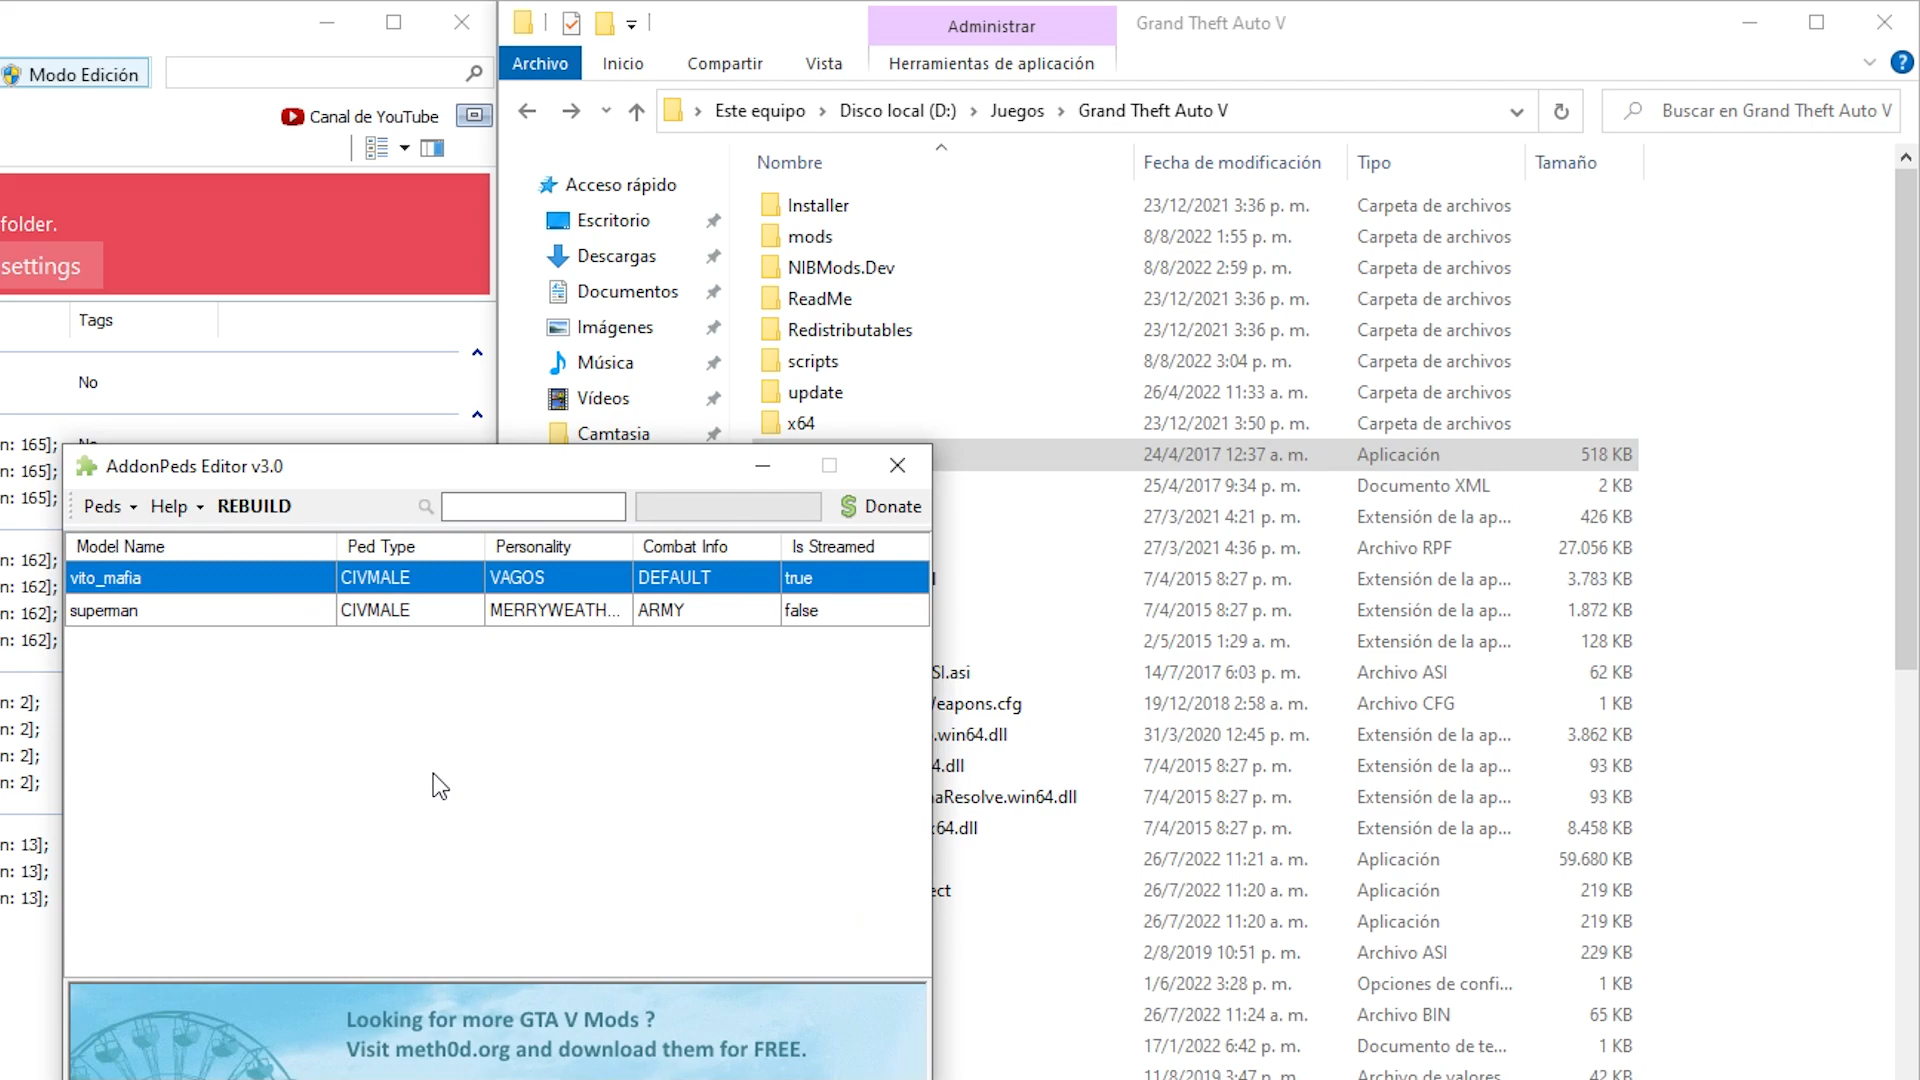 Modo Edición
Canal de YouTube
folder.
settings
Tags
No
n: 165];
n: 165];
n: 165];
n: 162];
n: 162];
n: 162];
n: 162];
n: 2];
n: 2];
n: 2];
n: 2];
n: 13];
n: 13];
n: 13];
Administrar
Grand Theft Auto V
Archivo
Inicio
Compartir
Vista
Herramientas de aplicación
Este equipo
Disco local (D:)
Juegos
Grand Theft Auto V
Buscar en Grand Theft Auto V
Acceso rápido
Escritorio
Descargas
Documentos
Imágenes
Música
Vídeos
Camtasia
Nombre Fecha de modificación Tipo Tamaño
Installer 23/12/2021 3:36 p. m. Carpeta de archivos
mods 8/8/2022 1:55 p. m. Carpeta de archivos
NIBMods.Dev 8/8/2022 2:59 p. m. Carpeta de archivos
ReadMe 23/12/2021 3:36 p. m. Carpeta de archivos
Redistributables 23/12/2021 3:36 p. m. Carpeta de archivos
scripts 8/8/2022 3:04 p. m. Carpeta de archivos
update 26/4/2022 11:33 a. m. Carpeta de archivos
x64 23/12/2021 3:50 p. m. Carpeta de archivos
24/4/2017 12:37 a. m. Aplicación 518 KB
25/4/2017 9:34 p. m. Documento XML 2 KB
27/3/2021 4:21 p. m. Extensión de la ap... 426 KB
27/3/2021 4:36 p. m. Archivo RPF 27.056 KB
7/4/2015 8:27 p. m. Extensión de la ap... 3.783 KB
7/4/2015 8:27 p. m. Extensión de la ap... 1.872 KB
2/5/2015 1:29 a. m. Extensión de la ap... 128 KB
SI.asi 14/7/2017 6:03 p. m. Archivo ASI 62 KB
Weapons.cfg 19/12/2018 2:58 a. m. Archivo CFG 1 KB
.win64.dll 31/3/2020 12:45 p. m. Extensión de la ap... 3.862 KB
4.dll 7/4/2015 8:27 p. m. Extensión de la ap... 93 KB
aResolve.win64.dll 7/4/2015 8:27 p. m. Extensión de la ap... 93 KB
64.dll 7/4/2015 8:27 p. m. Extensión de la ap... 8.458 KB
26/7/2022 11:21 a. m. Aplicación 59.680 KB
ect 26/7/2022 11:20 a. m. Aplicación 219 KB
26/7/2022 11:20 a. m. Aplicación 219 KB
2/8/2019 10:51 p. m. Archivo ASI 229 KB
1/6/2022 3:28 p. m. Opciones de confi... 1 KB
26/7/2022 11:24 a. m. Archivo BIN 65 KB
17/1/2022 6:42 p. m. Documento de te... 1 KB
11/8/2019 3:47 p. m. Archivo de valores 42 KB
AddonPeds Editor v3.0
Peds Help REBUILD Donate
Model Name Ped Type Personality Combat Info Is Streamed
vito_mafia CIVMALE VAGOS DEFAULT true
superman CIVMALE MERRYWEATH... ARMY false
Looking for more GTA V Mods ?
Visit meth0d.org and download them for FREE.